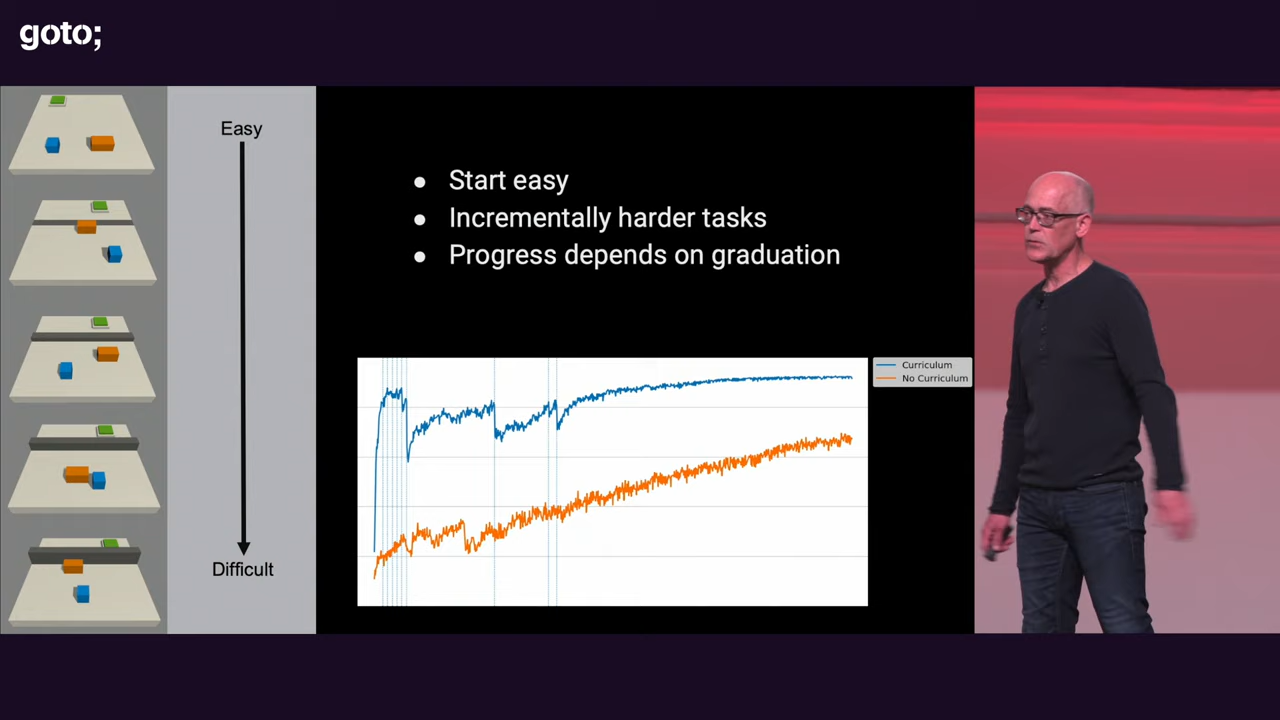 goto;
Easy
Difficult
● Start easy
● Incrementally harder tasks
● Progress depends on graduation
Curriculum
No Curriculum